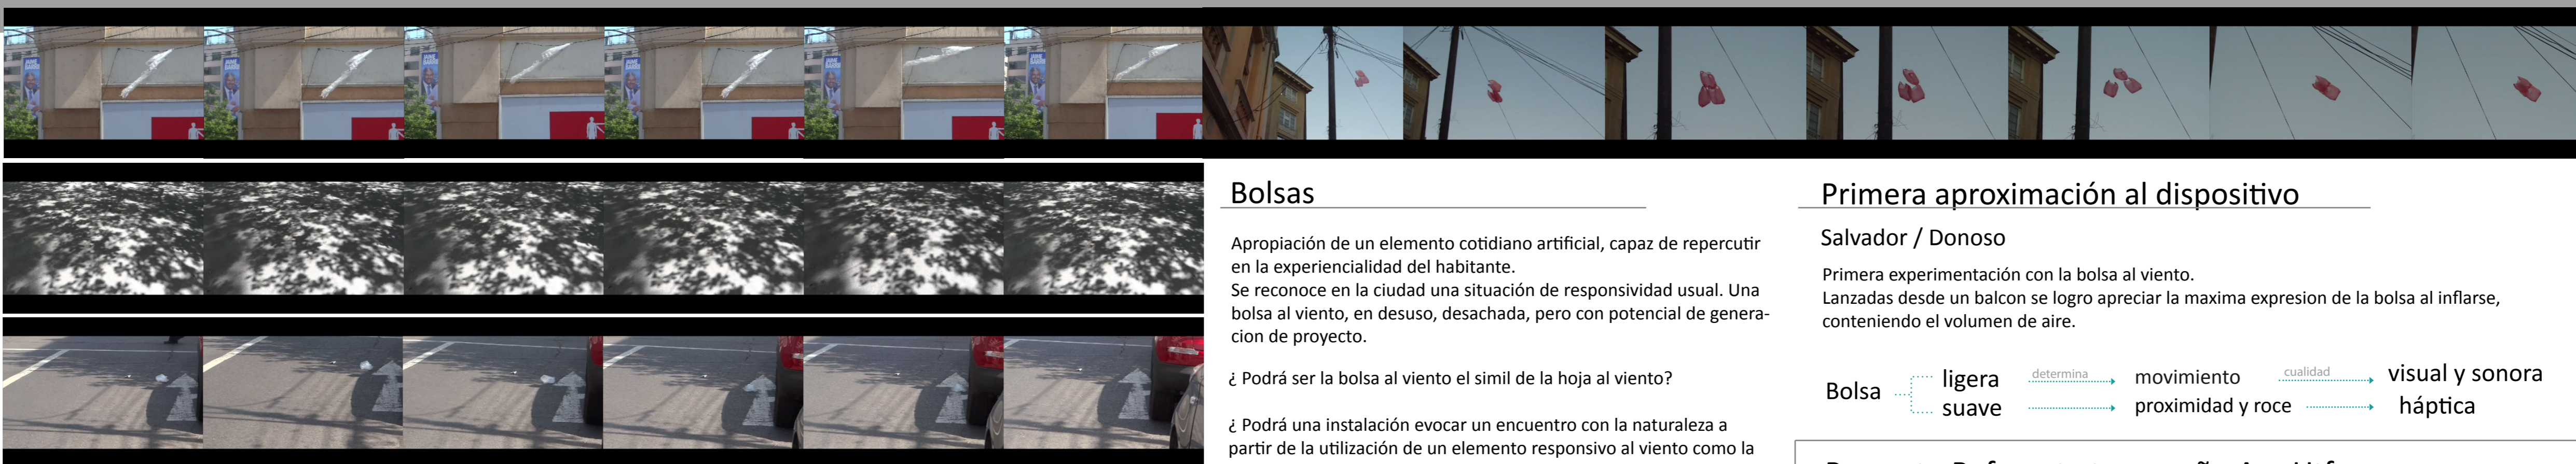 Bolsas
Apropiación de un elemento cotidiano artificial, capaz de repercutir
en la experiencialidad del habitante.
Se reconoce en la ciudad una situación de responsividad usual. Una
bolsa al viento, en desuso, desachada, pero con potencial de genera-
cion de proyecto.
¿ Podrá ser la bolsa al viento el simil de la hoja al viento?
¿ Podrá una instalación evocar un encuentro con la naturaleza a
partir de la utilización de un elemento responsivo al viento como la
Primera aproximación al dispositivo
Salvador / Donoso
Primera experimentación con la bolsa al viento.
Lanzadas desde un balcon se logro apreciar la maxima expresion de la bolsa al inflarse,
conteniendo el volumen de aire.
Bolsa
ligera determina movimiento cualidad visual y sonora
suave proximidad y roce háptica